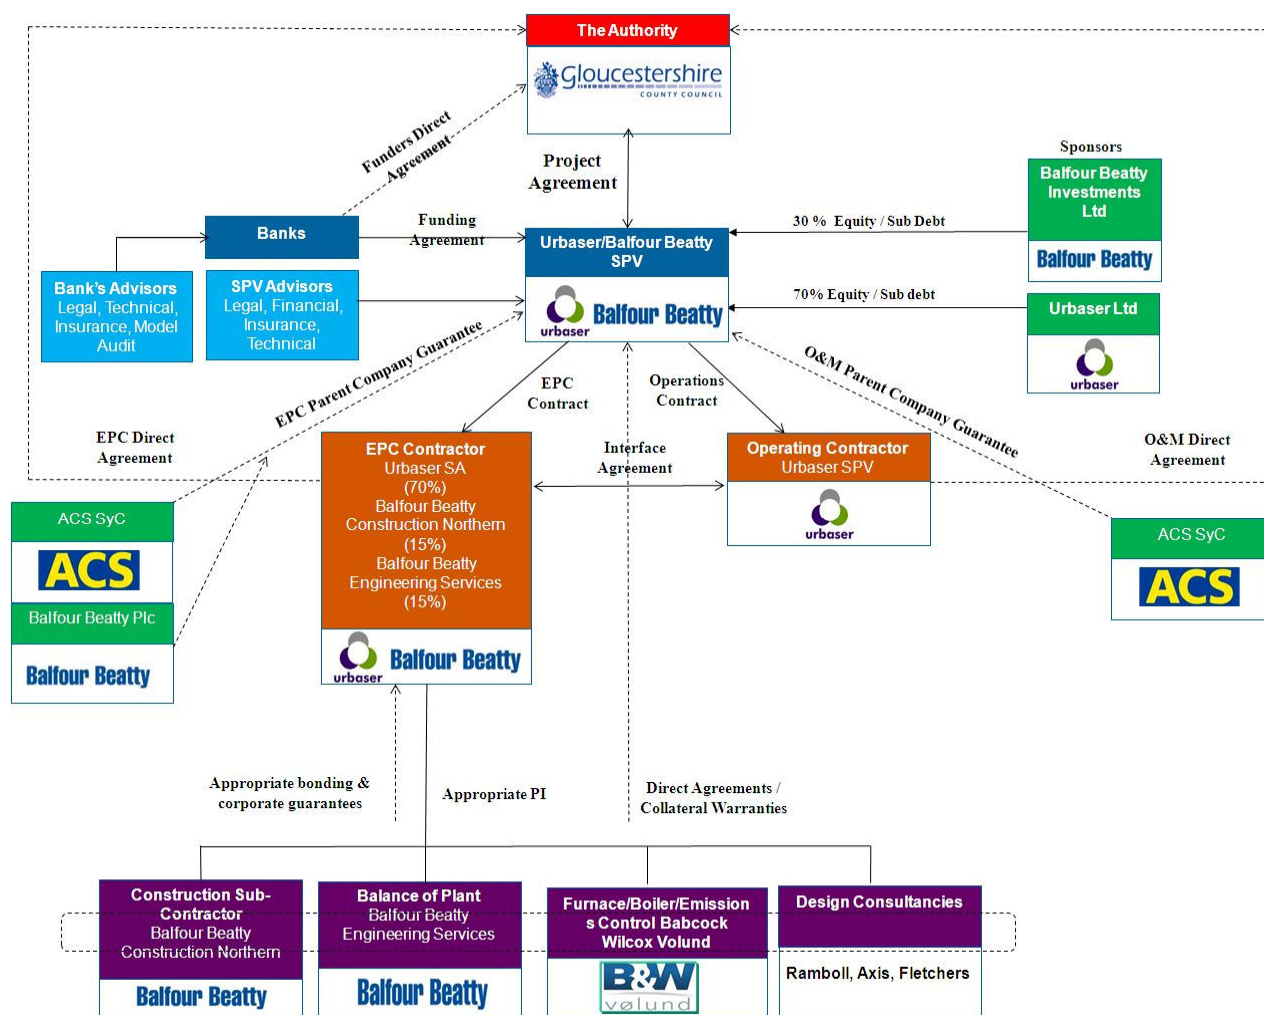 The Authority
Gloucestershire
COUNTY COUNCIL
Funders Direct
Agreement
Project
Agreement
Sponsors
Balfour Beatty
Investments
Ltd
Balfour Beatty
30 % Equity / Sub Debt
Banks
Funding
Agreement
Urbaser/Balfour Beatty
SPV
urbaser
Balfour Beatty
70% Equity / Sub debt
Urbaser Ltd
urbaser
Bank's Advisors
Legal, Technical,
Insurance, Model
Audit
SPV Advisors
Legal, Financial,
Insurance,
Technical
EPC Parent Company Guarantee
O&M Parent Company Guarantee
EPC
Contract
Operations
Contract
EPC Direct
Agreement
EPC Contractor
Urbaser SA
(70%)
Balfour Beatty
Construction Northern
(15%)
Balfour Beatty
Engineering Services
(15%)
urbaser
Balfour Beatty
Interface
Agreement
Operating Contractor
Urbaser SPV
urbaser
O&M Direct
Agreement
ACS SyC
ACS
Balfour Beatty Plc
Balfour Beatty
ACS SyC
ACS
Appropriate bonding &
corporate guarantees
Appropriate PI
Direct Agreements /
Collateral Warranties
Construction Sub-
Contractor
Balfour Beatty
Construction Northern
Balfour Beatty
Balance of Plant
Balfour Beatty
Engineering Services
Balfour Beatty
Furnace/Boiler/Emission
s Control Babcock
Wilcox Volund
B&W
vølund
Design Consultancies
Ramboll, Axis, Fletchers